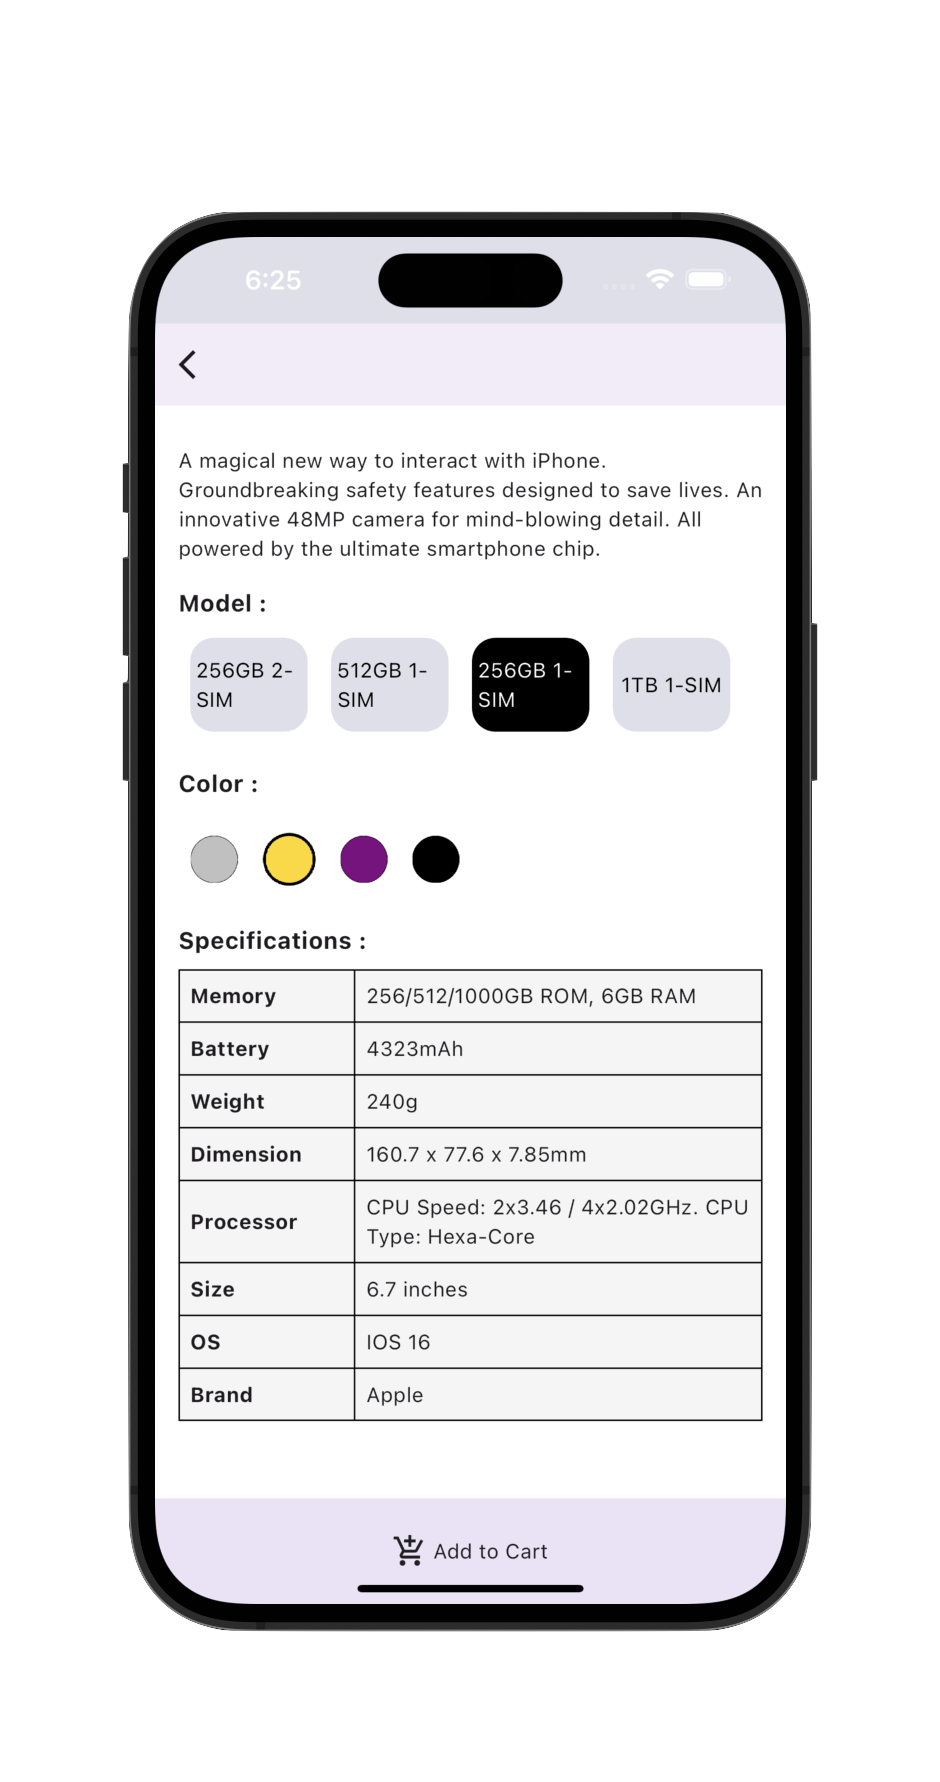 6:25
A magical new way to interact with iPhone.
Groundbreaking safety features designed to save lives. An
innovative 48MP camera for mind-blowing detail. All
powered by the ultimate smartphone chip.
Model :
256GB 2-
SIM
512GB 1-
SIM
256GB 1-
SIM
1TB 1-SIM
Color :
Specifications :
Memory 256/512/1000GB ROM, 6GB RAM
Battery 4323mAh
Weight 240g
Dimension 160.7 x 77.6 x 7.85mm
Processor CPU Speed: 2x3.46 / 4x2.02GHz. CPU
Type: Hexa-Core
Size 6.7 inches
OS IOS 16
Brand Apple
Add to Cart